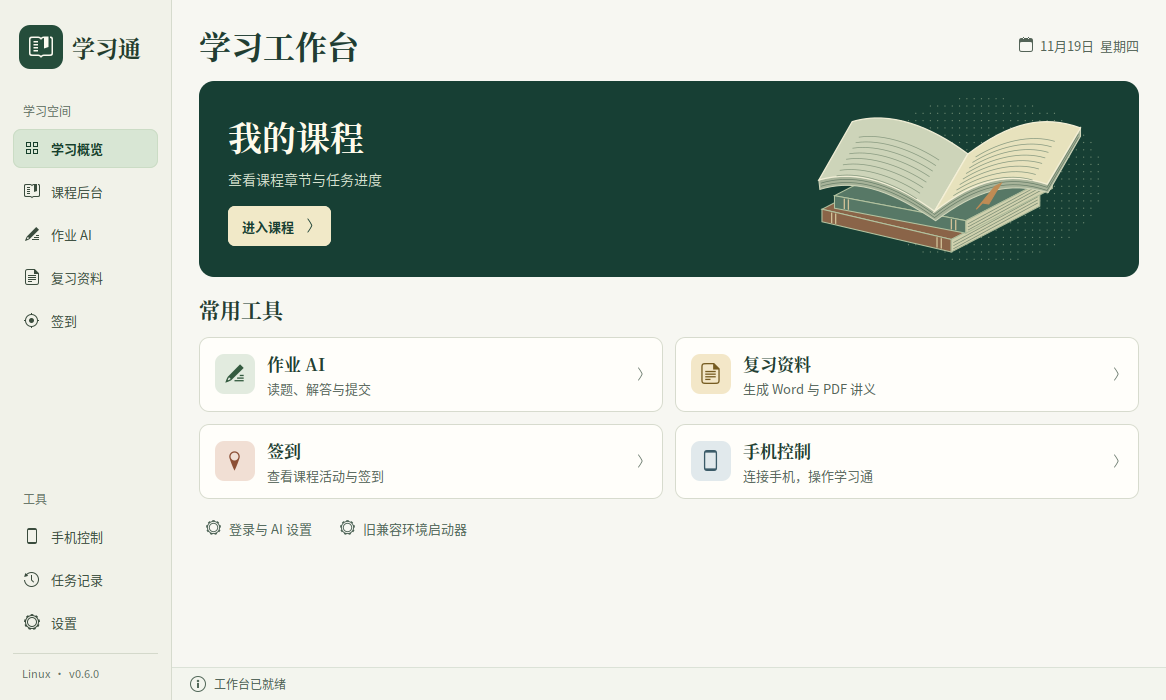 学习通
学习空间
学习概览
课程后台
作业 AI
复习资料
签到
工具
手机控制
任务记录
设置
Linux · v0.6.0
学习工作台
11月19日 星期四
我的课程
查看课程章节与任务进度
进入课程
常用工具
作业 AI
读题、解答与提交
复习资料
生成 Word 与 PDF 讲义
签到
查看课程活动与签到
手机控制
连接手机，操作学习通
登录与 AI 设置
旧兼容环境启动器
工作台已就绪